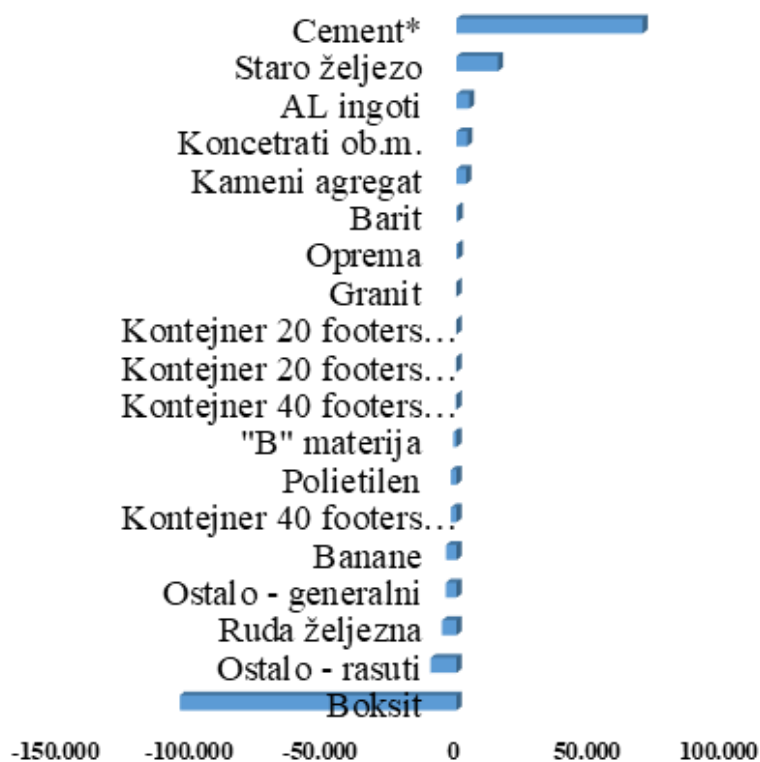 Cement*
Staro željezo
AL ingoti
Koncetrati ob.m.
Kameni agregat
Barit
Oprema
Granit
Kontejner 20 footers…
Kontejner 20 footers…
Kontejner 40 footers…
"B" materija
Polietilen
Kontejner 40 footers…
Banane
Ostalo - generalni
Ruda željezna
Ostalo - rasuti
Boksit
-150.000 -100.000 -50.000 0 50.000 100.000